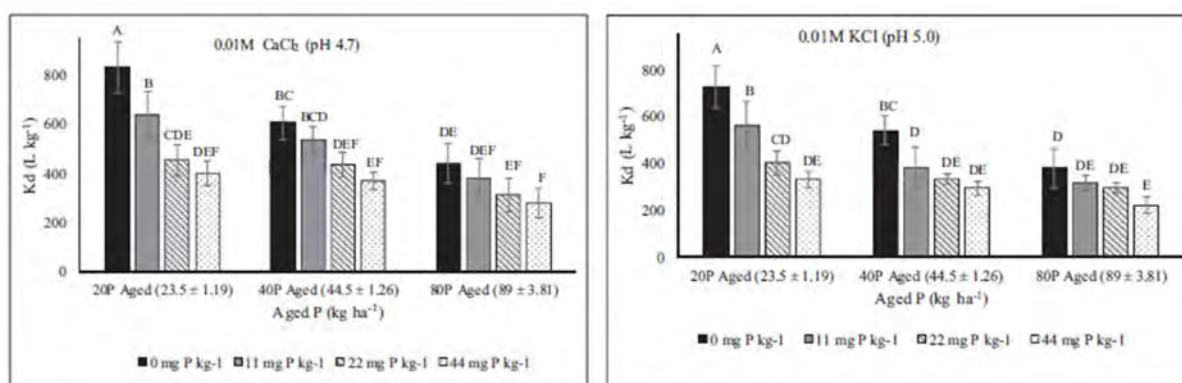 0.01M CaCl₂ (pH 4.7)
Kd (L kg⁻¹)
800
600
400
200
0
A
B
CDE
DEF
BC
BCD
DEF
EF
DE
DEF
EF
F
20P Aged (23.5 ± 1.19)
40P Aged (44.5 ± 1.26)
80P Aged (89 ± 3.81)
Aged P (kg ha⁻¹)
0 mg P kg-1
11 mg P kg-1
22 mg P kg-1
44 mg P kg-1
0.01M KCl (pH 5.0)
Kd (L kg⁻¹)
800
600
400
200
0
A
B
CD
DE
BC
D
DE
DE
D
DE
DE
E
20P Aged (23.5 ± 1.19)
40P Aged (44.5 ± 1.26)
80P Aged (89 ± 3.81)
Aged P (kg ha⁻¹)
0 mg P kg-1
11 mg P kg-1
22 mg P kg-1
44 mg P kg-1